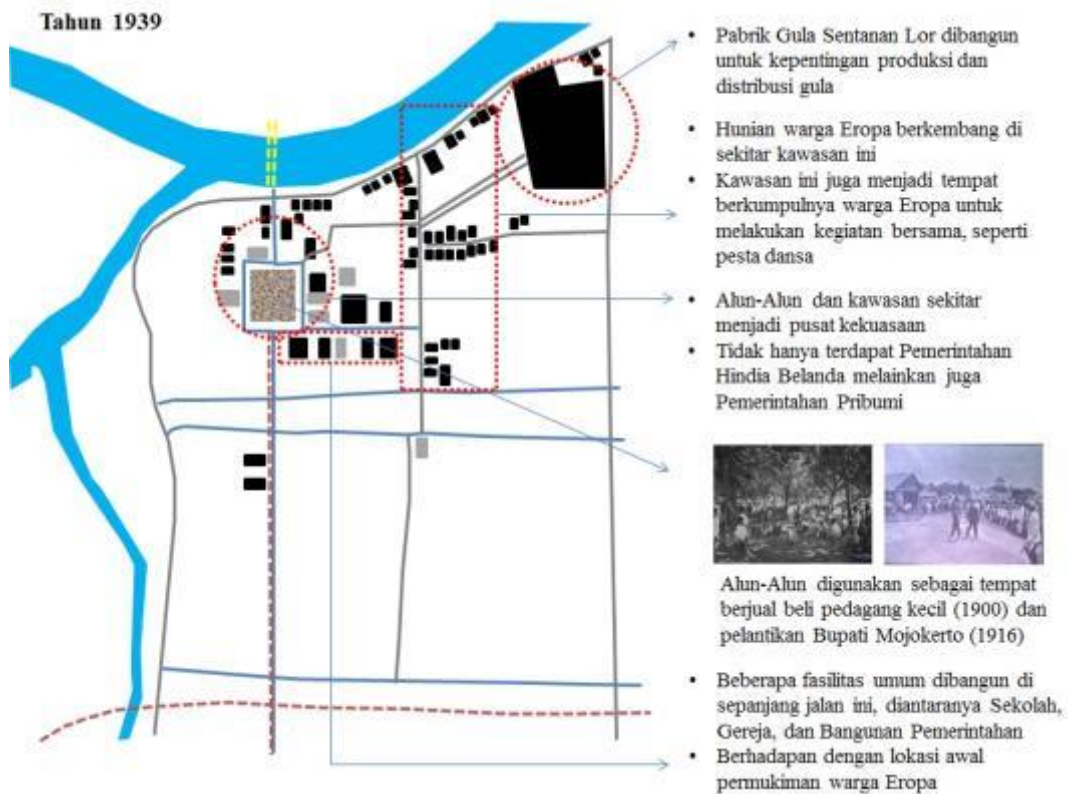 Tahun 1939
• Pabrik Gula Sentanan Lor dibangun
untuk kepentingan produksi dan
distribusi gula
• Hunian warga Eropa berkembang di
sekitar kawasan ini
• Kawasan ini juga menjadi tempat
berkumpulnya warga Eropa untuk
melakukan kegiatan bersama, seperti
pesta dansa
• Alun-Alun dan kawasan sekitar
menjadi pusat kekuasaan
• Tidak hanya terdapat Pemerintahan
Hindia Belanda melainkan juga
Pemerintahan Pribumi
Alun-Alun digunakan sebagai tempat
berjual beli pedagang kecil (1900) dan
pelantikan Bupati Mojokerto (1916)
• Beberapa fasilitas umum dibangun di
sepanjang jalan ini, diantaranya Sekolah,
Gereja, dan Bangunan Pemerintahan
• Berhadapan dengan lokasi awal
permukiman warga Eropa